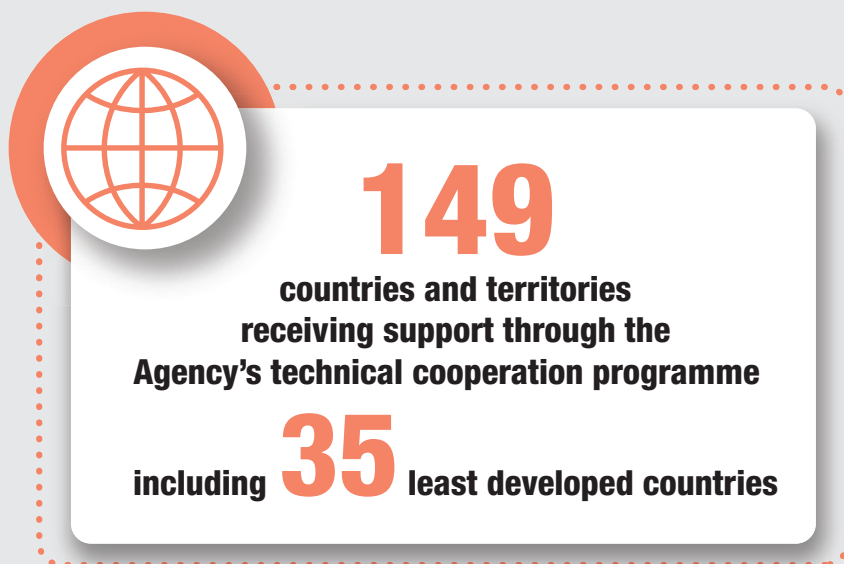 149
countries and territories
receiving support through the
Agency’s technical cooperation programme
including 35 least developed countries